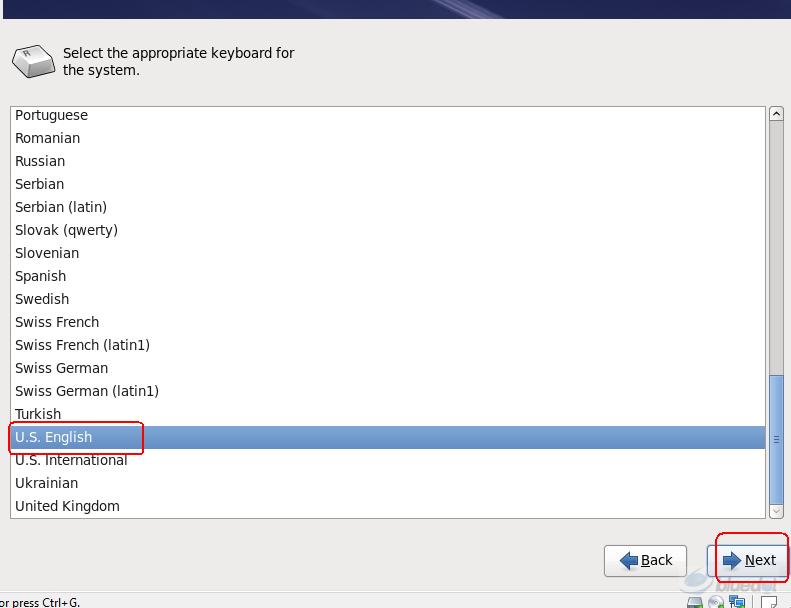 Select the appropriate keyboard for
the system.
Portuguese
Romanian
Russian
Serbian
Serbian (latin)
Slovak (qwerty)
Slovenian
Spanish
Swedish
Swiss French
Swiss French (latin1)
Swiss German
Swiss German (latin1)
Turkish
U.S. English
U.S. International
Ukrainian
United Kingdom
Back
Next
bluedot
or press Ctrl+G.